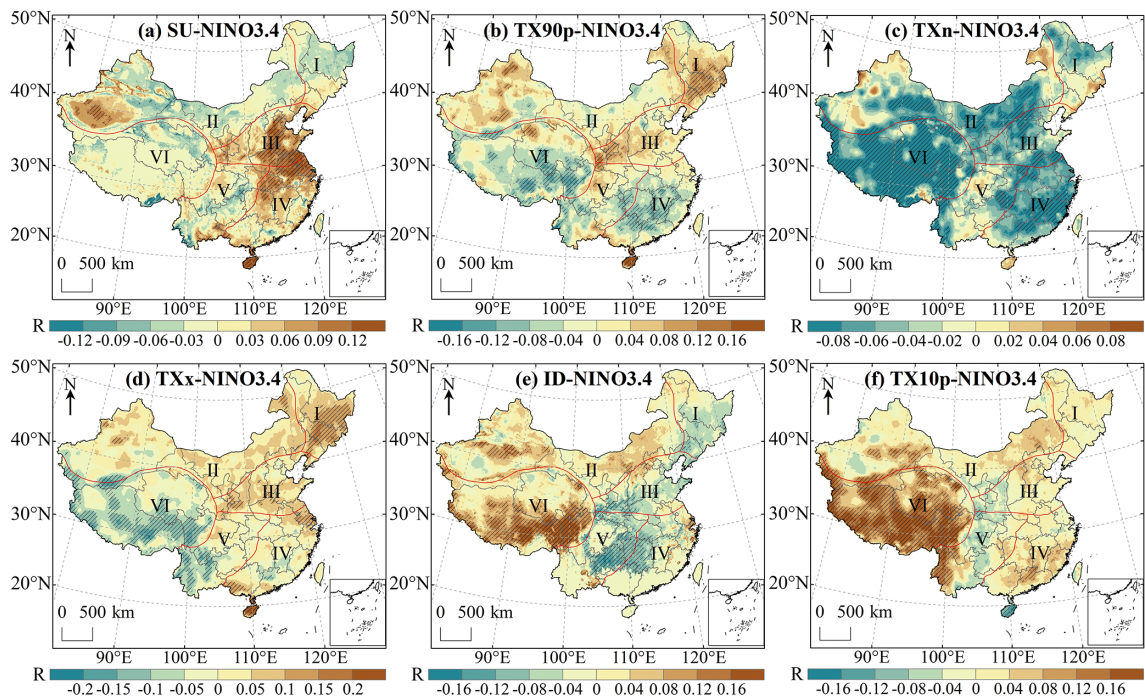 50°N
(a) SU-NINO3.4
N
I
40°N
II
III
30°N
VI
V
IV
20°N
0 500 km
90°E 100°E 110°E 120°E
R
-0.12 -0.09 -0.06 -0.03 0 0.03 0.06 0.09 0.12
50°N
(b) TX90p-NINO3.4
N
I
40°N
II
III
30°N
VI
V
IV
20°N
0 500 km
90°E 100°E 110°E 120°E
R
-0.16 -0.12 -0.08 -0.04 0 0.04 0.08 0.12 0.16
50°N
(c) TXn-NINO3.4
N
I
40°N
II
III
30°N
VI
V
IV
20°N
0 500 km
90°E 100°E 110°E 120°E
R
-0.08 -0.06 -0.04 -0.02 0 0.02 0.04 0.06 0.08
50°N
(d) TXx-NINO3.4
N
I
40°N
II
III
30°N
VI
V
IV
20°N
0 500 km
90°E 100°E 110°E 120°E
R
-0.2 -0.15 -0.1 -0.05 0 0.05 0.1 0.15 0.2
50°N
(e) ID-NINO3.4
N
I
40°N
II
III
30°N
VI
V
IV
20°N
0 500 km
90°E 100°E 110°E 120°E
R
-0.16 -0.12 -0.08 -0.04 0 0.04 0.08 0.12 0.16
50°N
(f) TX10p-NINO3.4
N
I
40°N
II
III
30°N
VI
V
IV
20°N
0 500 km
90°E 100°E 110°E 120°E
R
-0.16 -0.12 -0.08 -0.04 0 0.04 0.08 0.12 0.16